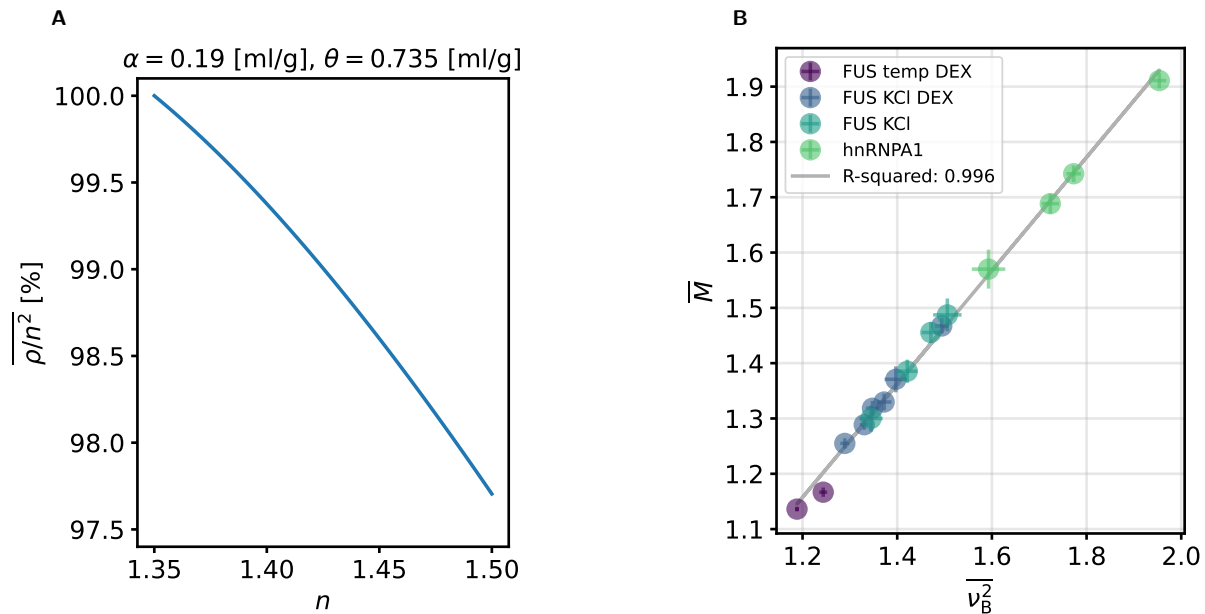 A
α = 0.19 [ml/g], θ = 0.735 [ml/g]
100.0
99.5
99.0
98.5
98.0
97.5
ρ/n² [%]
1.35 1.40 1.45 1.50
n
B
FUS temp DEX
FUS KCl DEX
FUS KCl
hnRNPA1
R-squared: 0.996
1.9
1.8
1.7
1.6
1.5
1.4
1.3
1.2
1.1
M̅
1.2 1.4 1.6 1.8 2.0
ν²_B